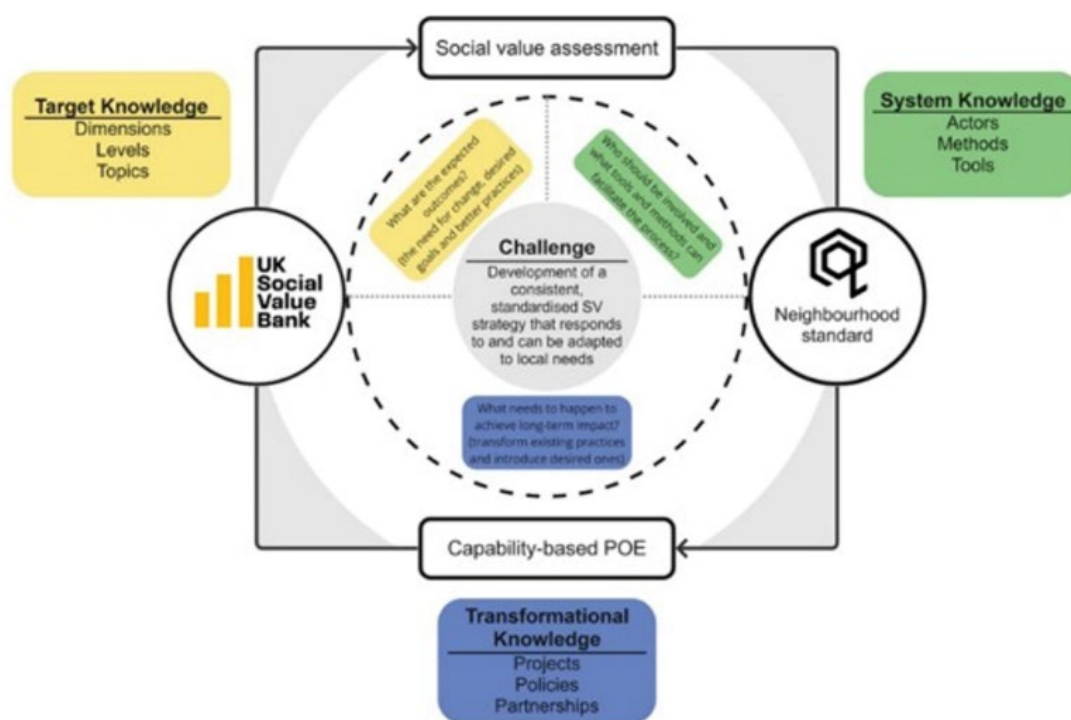 Social value assessment
Target Knowledge
Dimensions
Levels
Topics
System Knowledge
Actors
Methods
Tools
What are the expected
outcomes?
(the need for change, desired
goals and better practices)
Who should be involved and
what tools and methods can
facilitate the process?
UK
Social
Value
Bank
Challenge
Development of a
consistent,
standardised SV
strategy that responds
to and can be adapted
to local needs
Neighbourhood
standard
What needs to happen to
achieve long-term impact?
(transform existing practices
and introduce desired ones)
Capability-based POE
Transformational
Knowledge
Projects
Policies
Partnerships